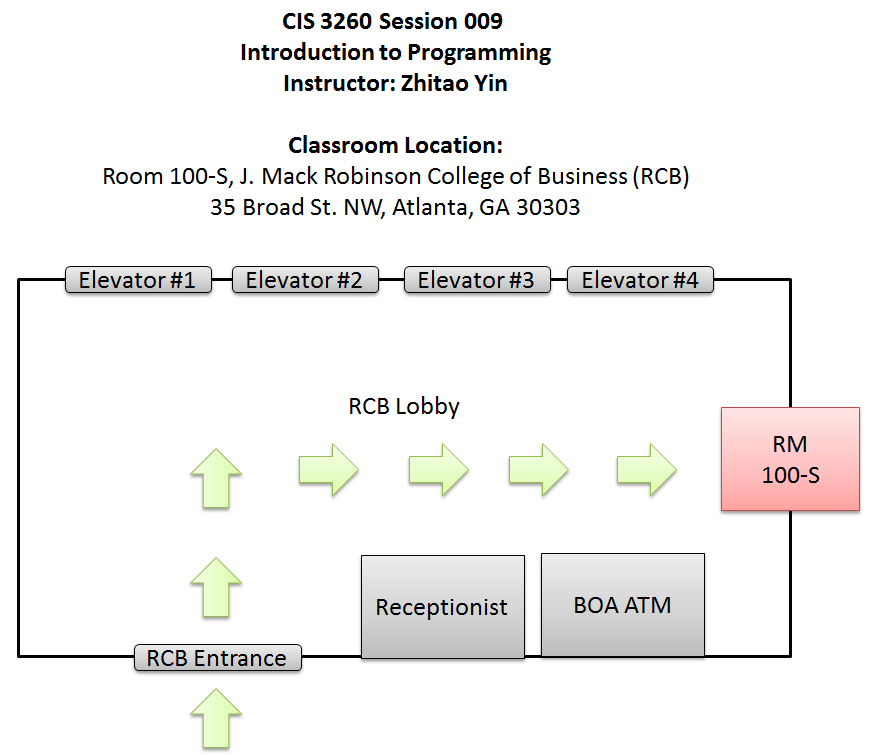 CIS 3260 Session 009
Introduction to Programming
Instructor: Zhitao Yin
Classroom Location:
Room 100-S, J. Mack Robinson College of Business (RCB)
35 Broad St. NW, Atlanta, GA 30303
Elevator #1
Elevator #2
Elevator #3
Elevator #4
RCB Lobby
RM
100-S
Receptionist
BOA ATM
RCB Entrance